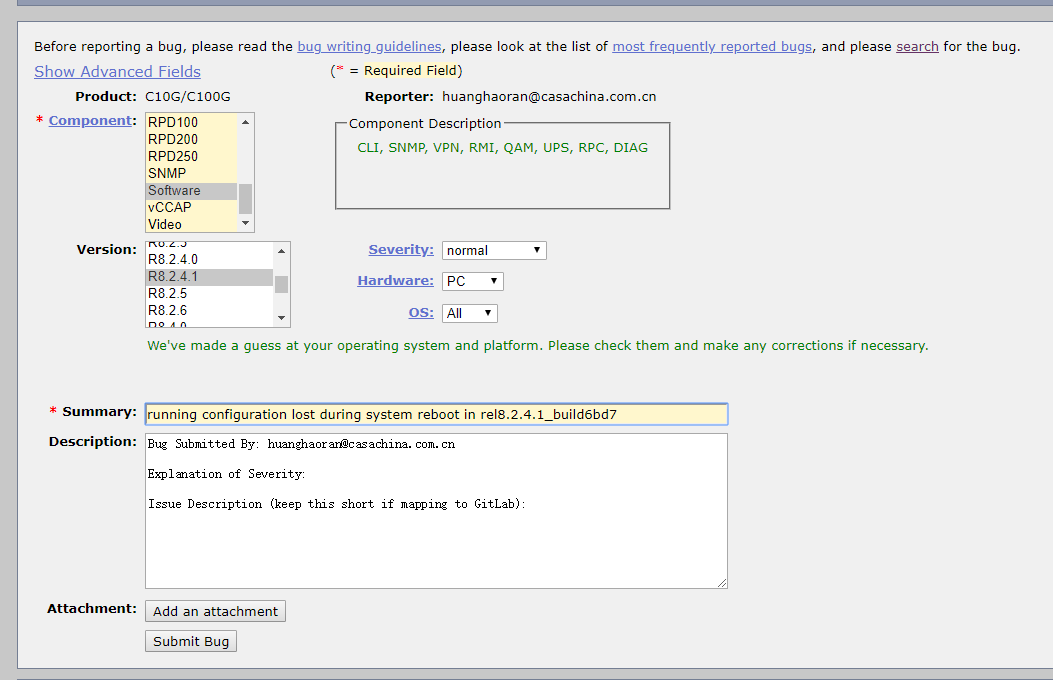 Before reporting a bug, please read the bug writing guidelines, please look at the list of most frequently reported bugs, and please search for the bug.
Show Advanced Fields (* = Required Field)
Product: C10G/C100G Reporter: huanghaoran@casachina.com.cn
* Component:
RPD100
RPD200
RPD250
SNMP
Software
vCCAP
Video
Component Description
CLI, SNMP, VPN, RMI, QAM, UPS, RPC, DIAG
Version:
R8.2.3
R8.2.4.0
R8.2.4.1
R8.2.5
R8.2.6
R8.4.0
Severity: normal
Hardware: PC
OS: All
We've made a guess at your operating system and platform. Please check them and make any corrections if necessary.
* Summary: running configuration lost during system reboot in rel8.2.4.1_build6bd7
Description: Bug Submitted By: huanghaoran@casachina.com.cn
Explanation of Severity:
Issue Description (keep this short if mapping to GitLab):
Attachment: Add an attachment
Submit Bug